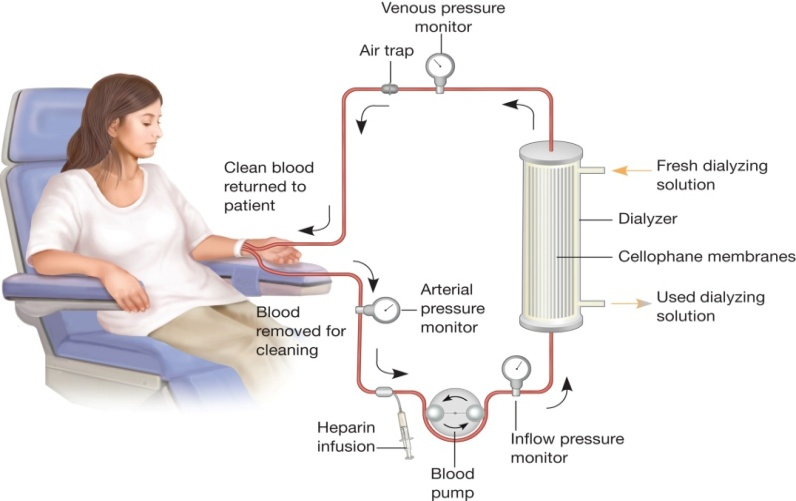 Venous pressure
monitor
Air trap
Clean blood
returned to
patient
Fresh dialyzing
solution
Dialyzer
Cellophane membranes
Used dialyzing
solution
Arterial
pressure
monitor
Blood
removed for
cleaning
Heparin
infusion
Inflow pressure
monitor
Blood
pump